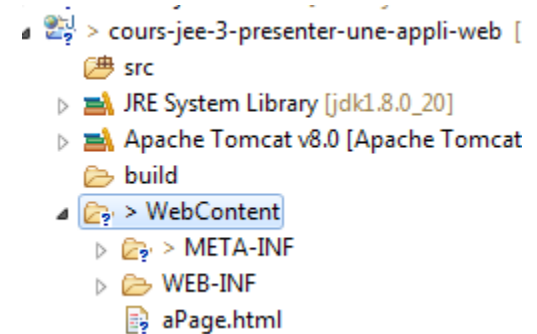 > cours-jee-3-presenter-une-appli-web [
src
JRE System Library [jdk1.8.0_20]
Apache Tomcat v8.0 [Apache Tomcat
build
> WebContent
> META-INF
WEB-INF
aPage.html